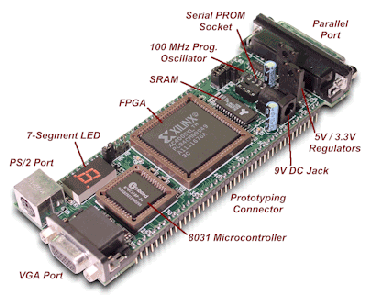 Serial PROM
Socket
Parallel
Port
100 MHz Prog.
Oscillator
SRAM
FPGA
XILINX
7-Segment LED
5V / 3.3V
Regulators
PS/2 Port
9V DC Jack
Prototyping
Connector
8031 Microcontroller
VGA Port